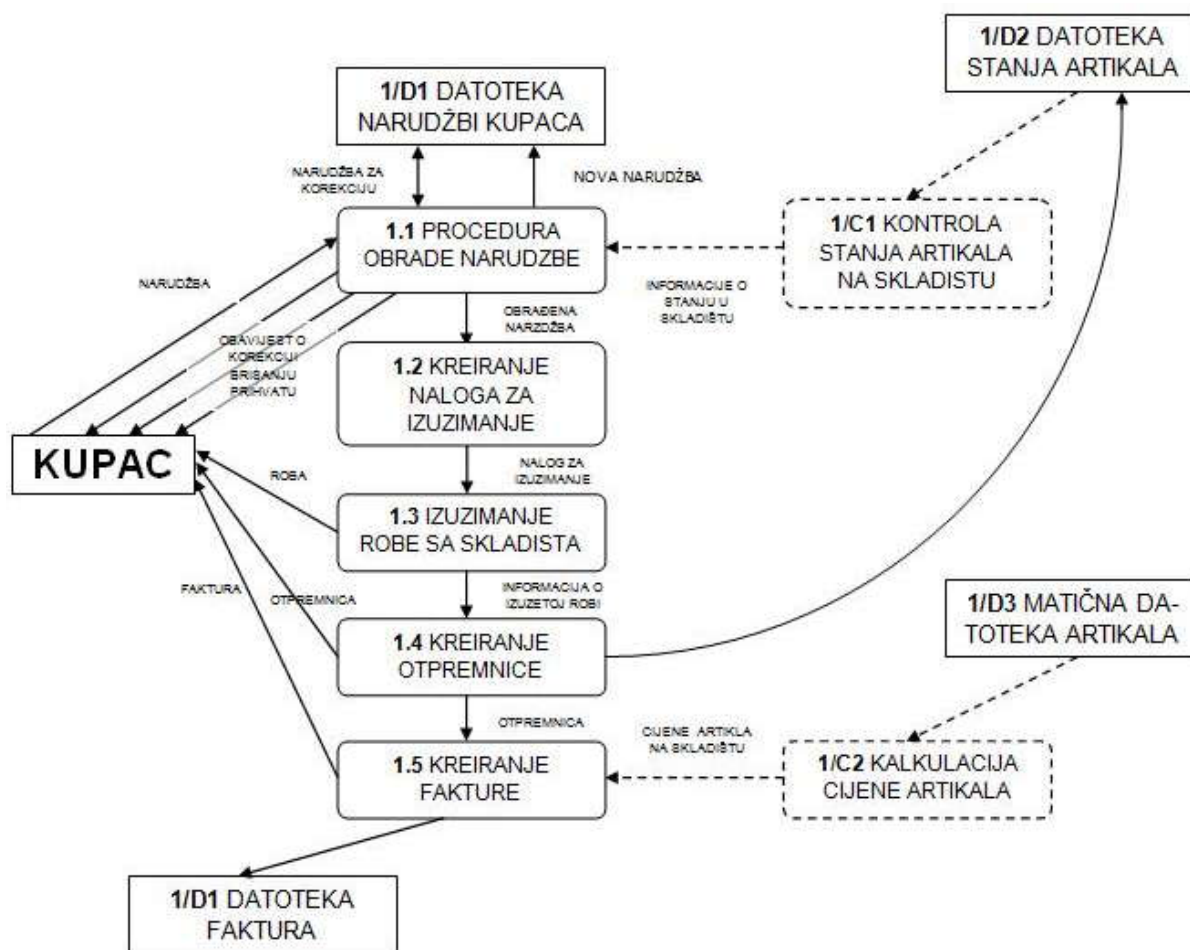 1/D2 DATOTEKA
STANJA ARTIKALA
1/D1 DATOTEKA
NARUDŽBI KUPACA
NARUDŽBA ZA
KOREKCIJU
NOVA NARUDŽBA
1.1 PROCEDURA
OBRADE NARUDZBE
1/C1 KONTROLA
STANJA ARTIKALA
NA SKLADISTU
NARUDŽBA
INFORMACIJE O
STANJU U
SKLADIŠTU
OBRAĐENA
NARZDŽBA
OBAVIJEST O
KOREKCIJI
BRISANJU
PRIHVATU
1.2 KREIRANJE
NALOGA ZA
IZUZIMANJE
KUPAC
ROBA
NALOG ZA
IZUZIMANJE
1.3 IZUZIMANJE
ROBE SA SKLADISTA
FAKTURA
OTPREMNICA
INFORMACIJA O
IZUZETOJ ROBI
1/D3 MATIČNA DA-
TOTEKA ARTIKALA
1.4 KREIRANJE
OTPREMNICE
OTPREMNICA
CIJENE ARTIKLA
NA SKLADIŠTU
1.5 KREIRANJE
FAKTURE
1/C2 KALKULACIJA
CIJENE ARTIKALA
1/D1 DATOTEKA
FAKTURA